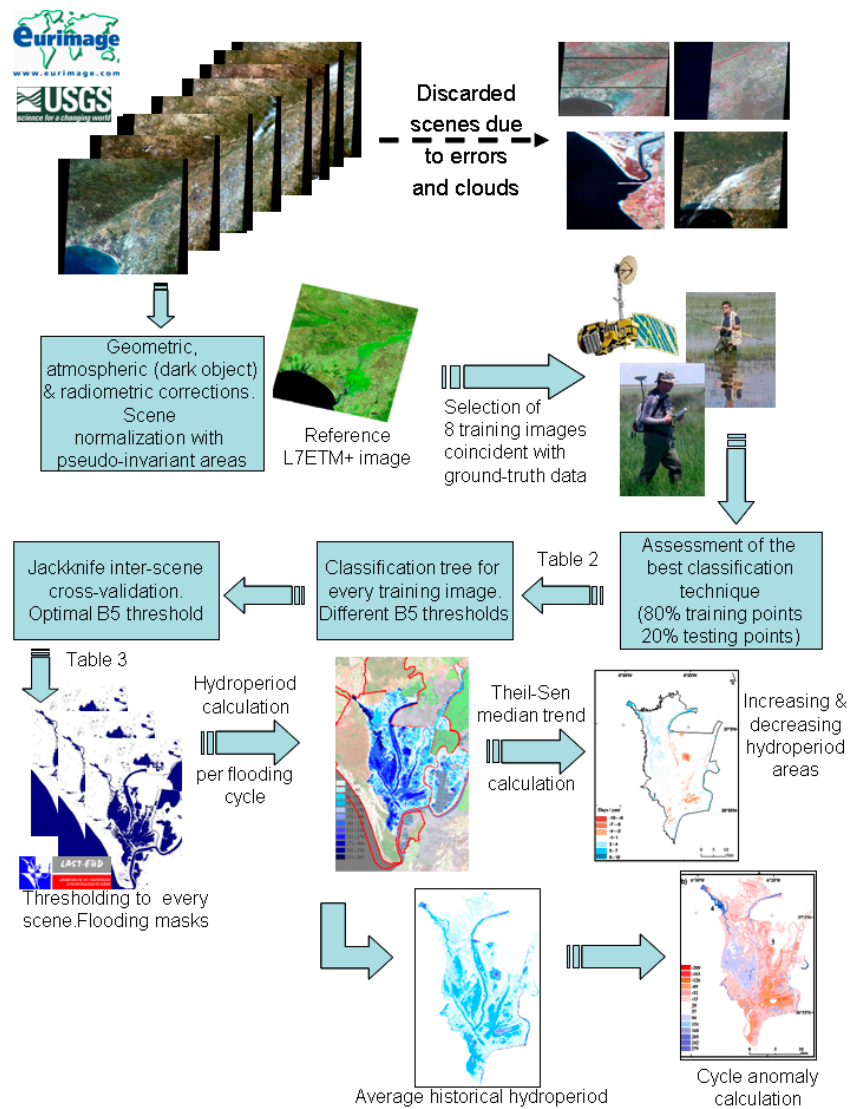 eurimage
www.eurimage.com
USGS
science for a changing world
Discarded
scenes due
to errors
and clouds
Geometric,
atmospheric (dark object)
& radiometric corrections.
Scene
normalization with
pseudo-invariant areas
Reference
L7ETM+ image
Selection of
8 training images
coincident with
ground-truth data
Assessment of the
best classification
technique
(80% training points
20% testing points)
Table 2
Classification tree for
every training image.
Different B5 thresholds
Jackknife inter-scene
cross-validation.
Optimal B5 threshold
Table 3
Hydroperiod
calculation
per flooding
cycle
Theil-Sen
median trend
calculation
Increasing &
decreasing
hydroperiod
areas
Days / year
LAST-EBD
Thresholding to every
scene.Flooding masks
Average historical hydroperiod
b)
4
3
Cycle anomaly
calculation